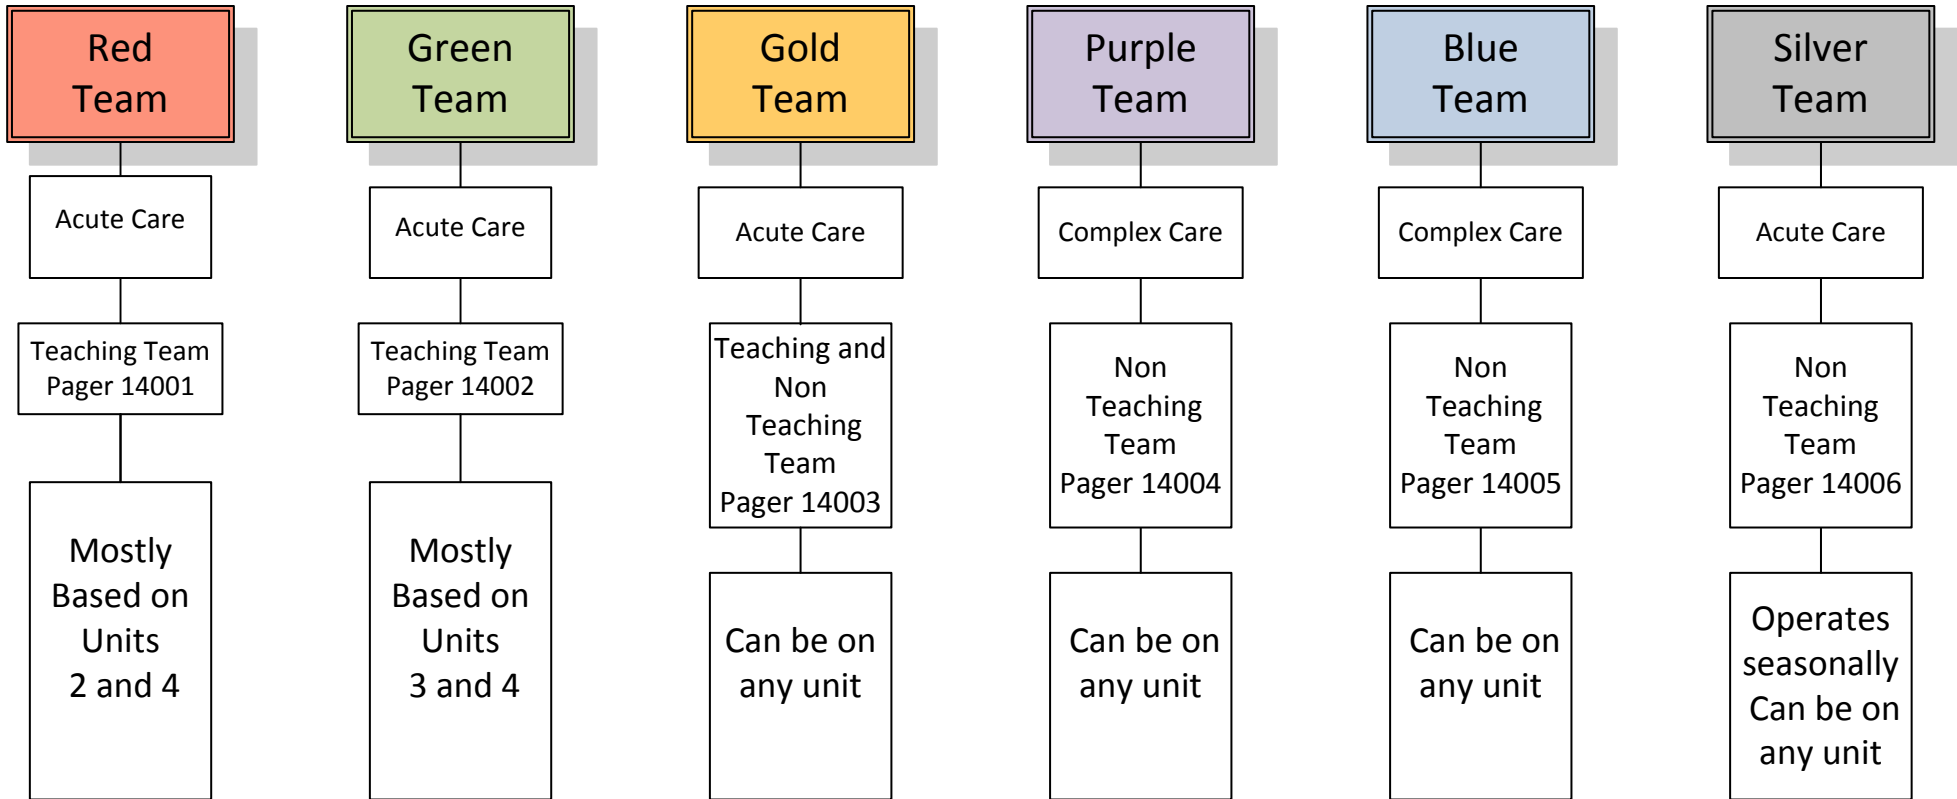 Red
Team
Acute Care
Teaching Team
Pager 14001
Mostly
Based on
Units
2 and 4
Green
Team
Acute Care
Teaching Team
Pager 14002
Mostly
Based on
Units
3 and 4
Gold
Team
Acute Care
Teaching and
Non
Teaching
Team
Pager 14003
Can be on
any unit
Purple
Team
Complex Care
Non
Teaching
Team
Pager 14004
Can be on
any unit
Blue
Team
Complex Care
Non
Teaching
Team
Pager 14005
Can be on
any unit
Silver
Team
Acute Care
Non
Teaching
Team
Pager 14006
Operates
seasonally
Can be on
any unit